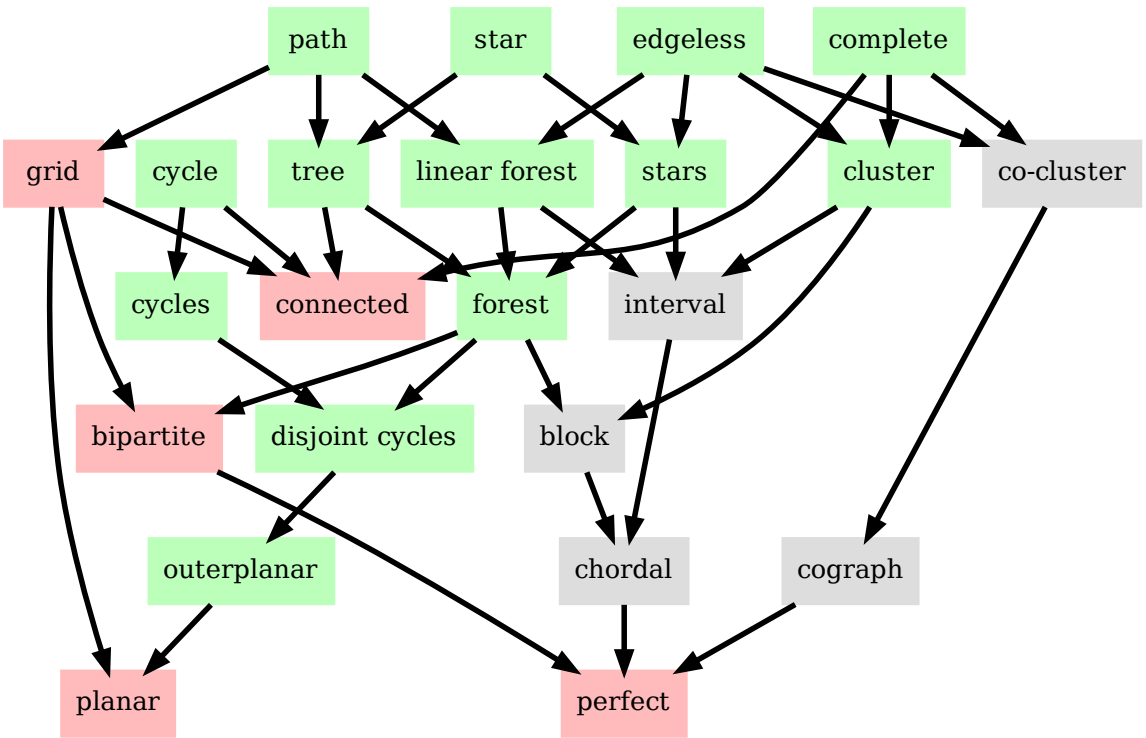 path
star
edgeless
complete
grid
cycle
tree
linear forest
stars
cluster
co-cluster
cycles
connected
forest
interval
bipartite
disjoint cycles
block
outerplanar
chordal
cograph
planar
perfect